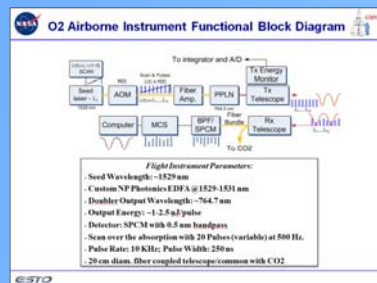 NASA
O2 Airborne Instrument Functional Block Diagram
To integrator and A/D
SCAN
Scan & Pulses
Tx Energy
Monitor
Seed
laser
AOM
Fiber
Amp.
PPLN
Tx
Telescope
Computer
MCS
BPF/
SPCM
Fiber
Bundle
Rx
Telescope
To CO2
Flight Instrument Parameters:
- Seed Wavelength: ~1529 nm
- Custom NP Photonics EDFA @1529-1531 nm
- Doubler Output Wavelength: ~764.7 nm
- Output Energy: ~1-2.5 uJ/pulse
- Detector: SPCM with 0.5 nm bandpass
- Scan over the absorption with 20 Pulses (variable) at 500 Hz.
- Pulse Rate: 10 KHz; Pulse Width: 250 ns
- 20 cm diam. fiber coupled telescope/common with CO2
ESTO